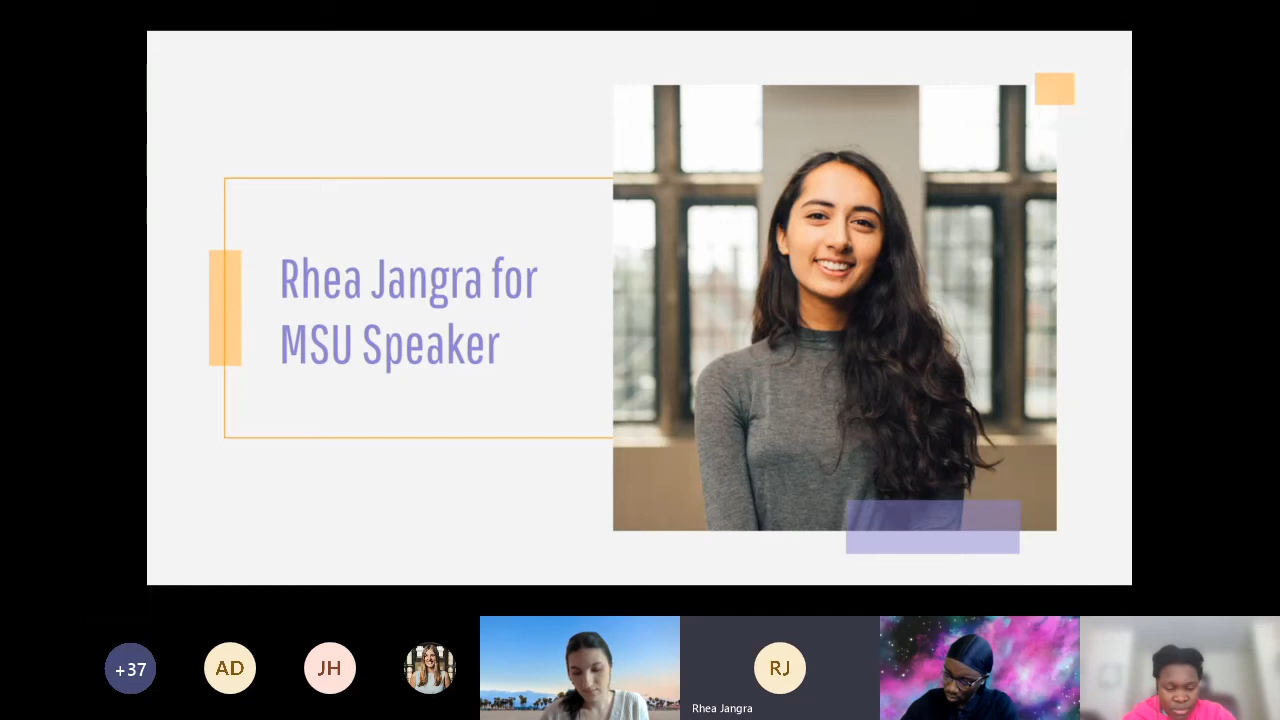 Rhea Jangra for
MSU Speaker
+37
AD
JH
RJ
Rhea Jangra